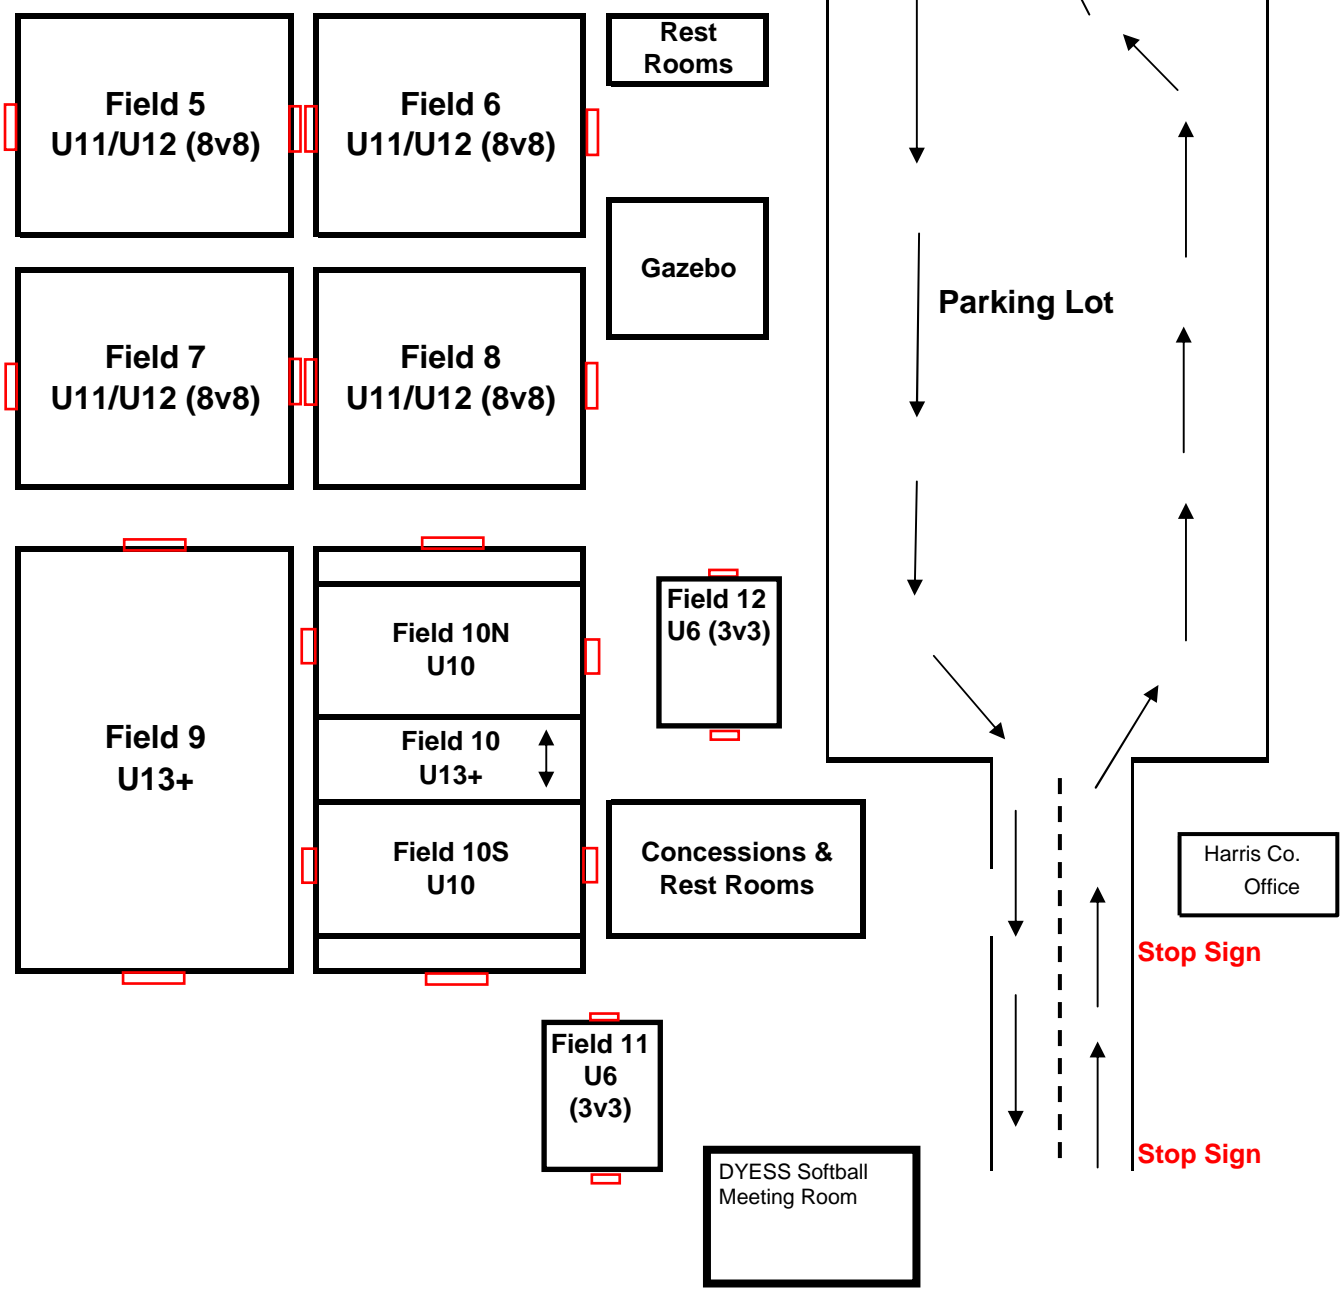 Rest
Rooms
Field 5
U11/U12 (8v8)
Field 6
U11/U12 (8v8)
Gazebo
Parking Lot
Field 7
U11/U12 (8v8)
Field 8
U11/U12 (8v8)
Field 12
U6 (3v3)
Field 10N
U10
Field 9
U13+
Field 10
U13+
Field 10S
U10
Concessions &
Rest Rooms
Harris Co.
Office
Stop Sign
Field 11
U6
(3v3)
Stop Sign
DYESS Softball
Meeting Room